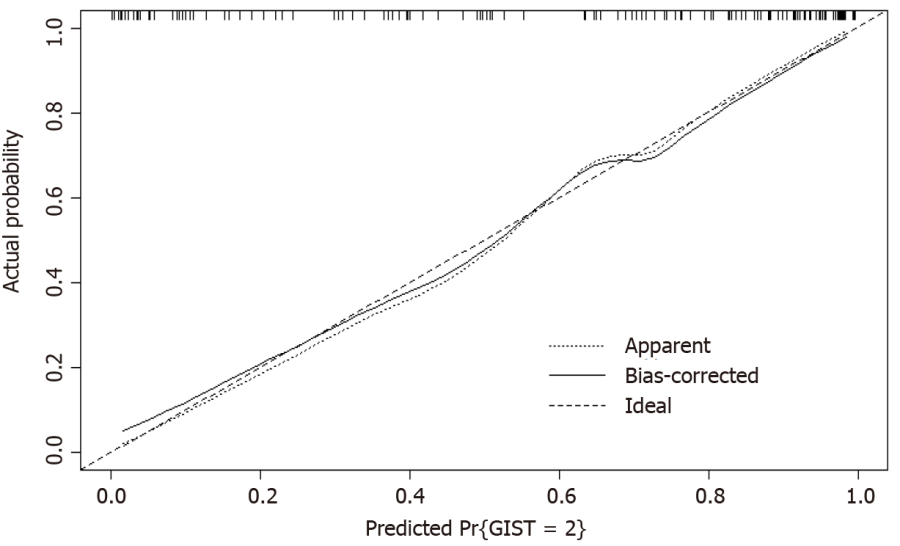 Actual probability
1.0
0.8
0.6
0.4
0.2
0.0
Apparent
Bias-corrected
Ideal
0.0 0.2 0.4 0.6 0.8 1.0
Predicted Pr{GIST = 2}